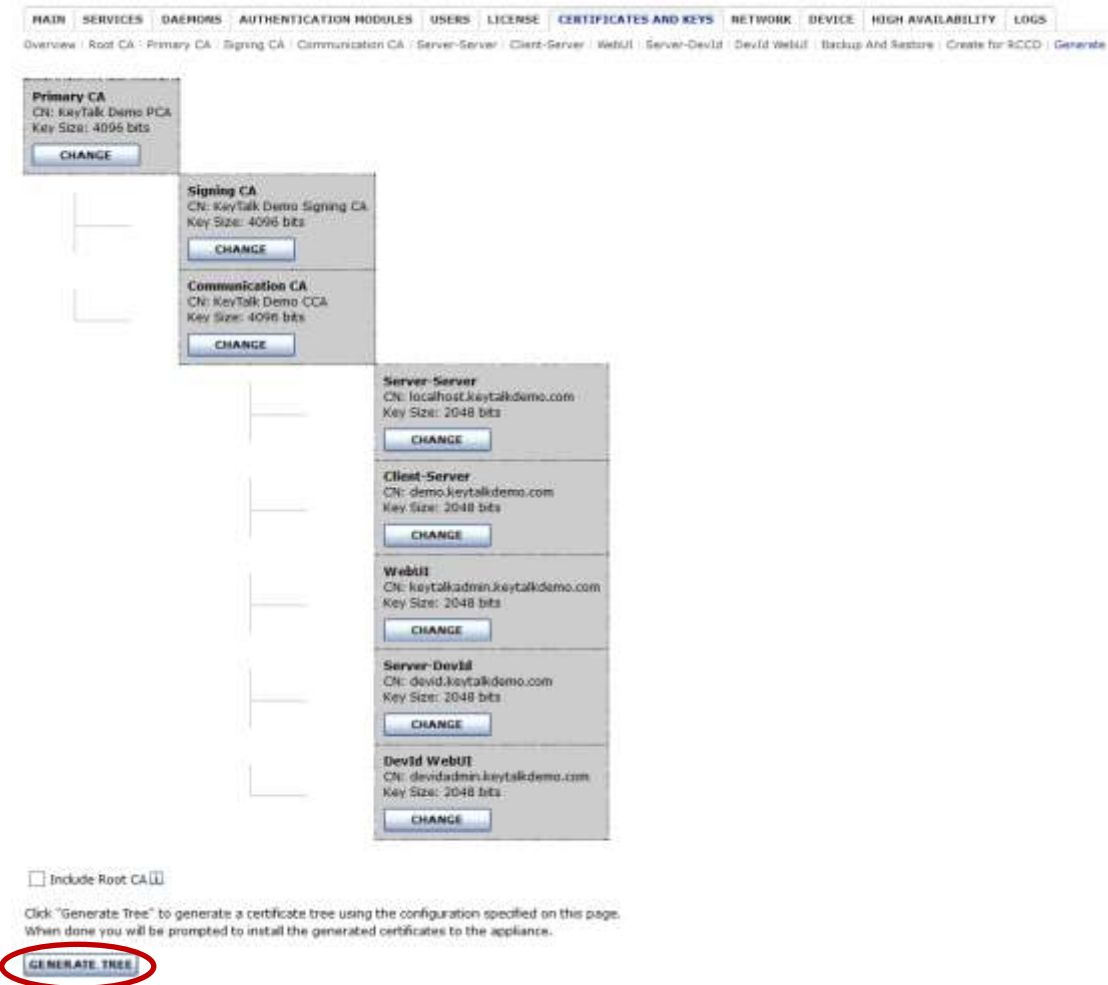 MAIN SERVICES DAEMONS AUTHENTICATION MODULES USERS LICENSE CERTIFICATES AND KEYS NETWORK DEVICE HIGH AVAILABILITY LOGS
Overview | Root CA | Primary CA | Signing CA | Communication CA | Server-Server | Client-Server | WebUI | Server-DevId | DevId WebUI | Backup And Restore | Create for RCCD | Generate
Primary CA
CN: KeyTalk Demo PCA
Key Size: 4096 bits
CHANGE
Signing CA
CN: KeyTalk Demo Signing CA
Key Size: 4096 bits
CHANGE
Communication CA
CN: KeyTalk Demo CCA
Key Size: 4096 bits
CHANGE
Server-Server
CN: localhost.keytalkdemo.com
Key Size: 2048 bits
CHANGE
Client-Server
CN: demo.keytalkdemo.com
Key Size: 2048 bits
CHANGE
WebUI
CN: keytalkadmin.keytalkdemo.com
Key Size: 2048 bits
CHANGE
Server-DevId
CN: devid.keytalkdemo.com
Key Size: 2048 bits
CHANGE
DevId WebUI
CN: devidadmin.keytalkdemo.com
Key Size: 2048 bits
CHANGE
Include Root CA
Click "Generate Tree" to generate a certificate tree using the configuration specified on this page.
When done you will be prompted to install the generated certificates to the appliance.
GENERATE TREE